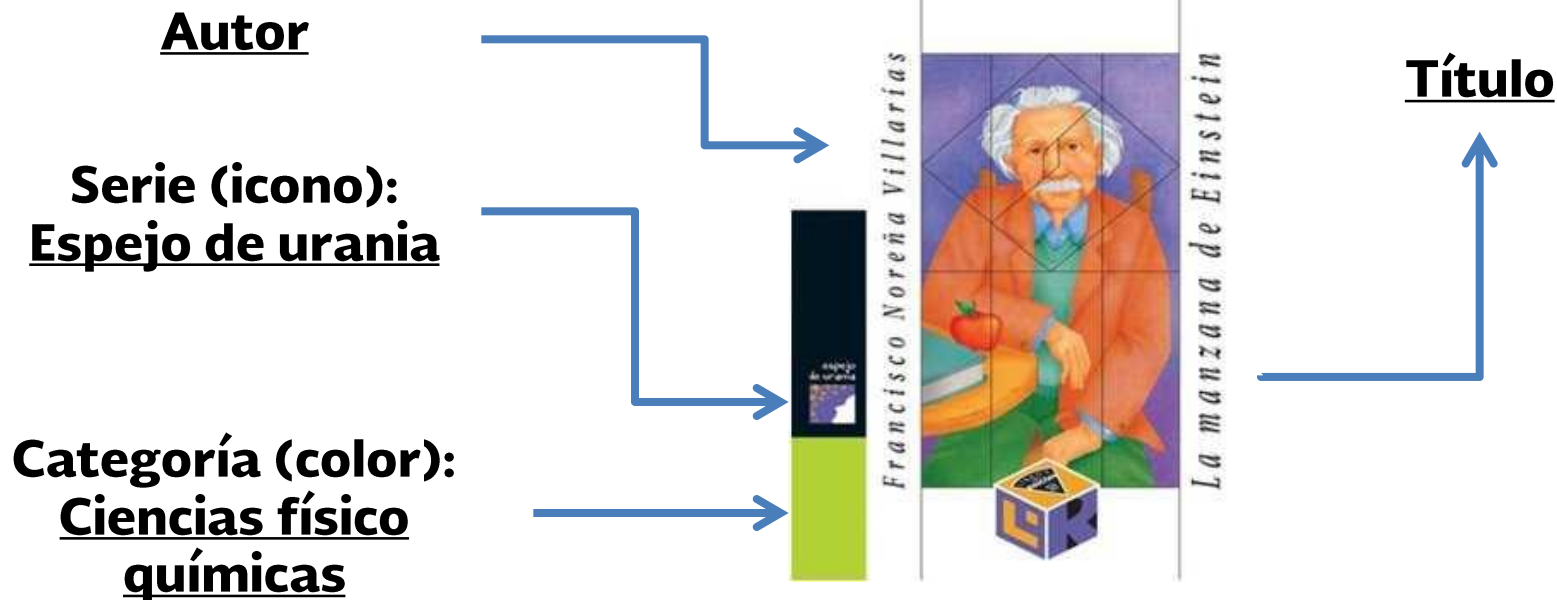 Autor
Serie (icono):
Espejo de urania
Categoría (color):
Ciencias físico
químicas
espejo
de urania
Francisco Noreña Villarías
La manzana de Einstein
Título